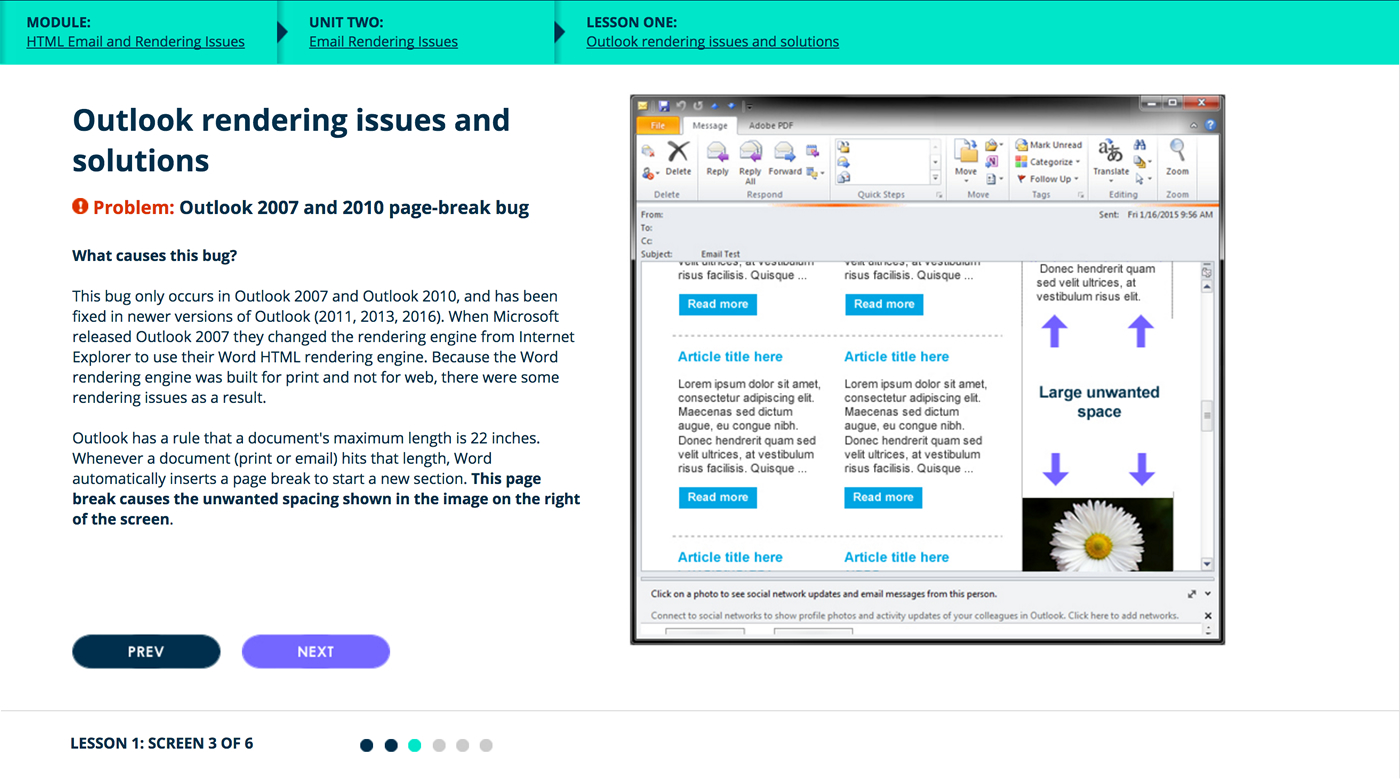 MODULE:
HTML Email and Rendering Issues
UNIT TWO:
Email Rendering Issues
LESSON ONE:
Outlook rendering issues and solutions
Outlook rendering issues and
solutions
Problem: Outlook 2007 and 2010 page-break bug
What causes this bug?
This bug only occurs in Outlook 2007 and Outlook 2010, and has been
fixed in newer versions of Outlook (2011, 2013, 2016). When Microsoft
released Outlook 2007 they changed the rendering engine from Internet
Explorer to use their Word HTML rendering engine. Because the Word
rendering engine was built for print and not for web, there were some
rendering issues as a result.
Outlook has a rule that a document's maximum length is 22 inches.
Whenever a document (print or email) hits that length, Word
automatically inserts a page break to start a new section. This page
break causes the unwanted spacing shown in the image on the right
of the screen.
PREV
NEXT
File
Message
Adobe PDF
Delete
Reply
Reply
All
Forward
Move
Mark Unread
Categorize
Follow Up
Translate
Zoom
Delete
Respond
Quick Steps
Move
Tags
Editing
Zoom
From:
Sent: Fri 1/16/2015 9:56 AM
To:
Cc:
Subject: Email Test
velit ultrices, at vestibulum
risus facilisis. Quisque ...
Read more
velit ultrices, at vestibulum
risus facilisis. Quisque ...
Read more
Article title here
Lorem ipsum dolor sit amet,
consectetur adipiscing elit.
Maecenas sed dictum
augue, eu congue nibh.
Donec hendrerit quam sed
velit ultrices, at vestibulum
risus facilisis. Quisque ...
Read more
Article title here
Lorem ipsum dolor sit amet,
consectetur adipiscing elit.
Maecenas sed dictum
augue, eu congue nibh.
Donec hendrerit quam sed
velit ultrices, at vestibulum
risus facilisis. Quisque ...
Read more
Article title here
Article title here
Donec hendrerit quam
sed velit ultrices, at
vestibulum risus elit.
Large unwanted
space
Click on a photo to see social network updates and email messages from this person.
Connect to social networks to show profile photos and activity updates of your colleagues in Outlook. Click here to add networks.
LESSON 1: SCREEN 3 OF 6